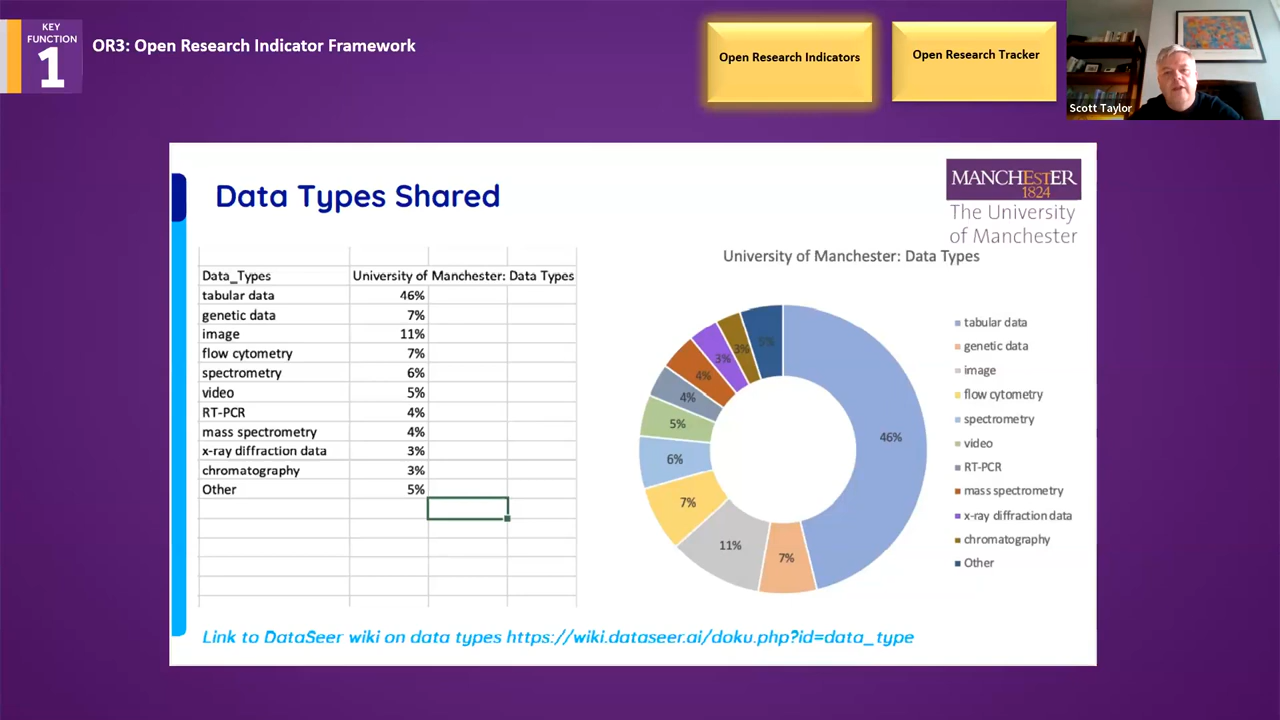 KEY
FUNCTION
1
OR3: Open Research Indicator Framework
Open Research Indicators
Open Research Tracker
Scott Taylor
Data Types Shared
MANCHESTER
1824
The University
of Manchester
Data_Types University of Manchester: Data Types
tabular data 46%
genetic data 7%
image 11%
flow cytometry 7%
spectrometry 6%
video 5%
RT-PCR 4%
mass spectrometry 4%
x-ray diffraction data 3%
chromatography 3%
Other 5%
University of Manchester: Data Types
5%
3%
3%
4%
4%
5%
6%
7%
11%
7%
46%
tabular data
genetic data
image
flow cytometry
spectrometry
video
RT-PCR
mass spectrometry
x-ray diffraction data
chromatography
Other
Link to DataSeer wiki on data types https://wiki.dataseer.ai/doku.php?id=data_type